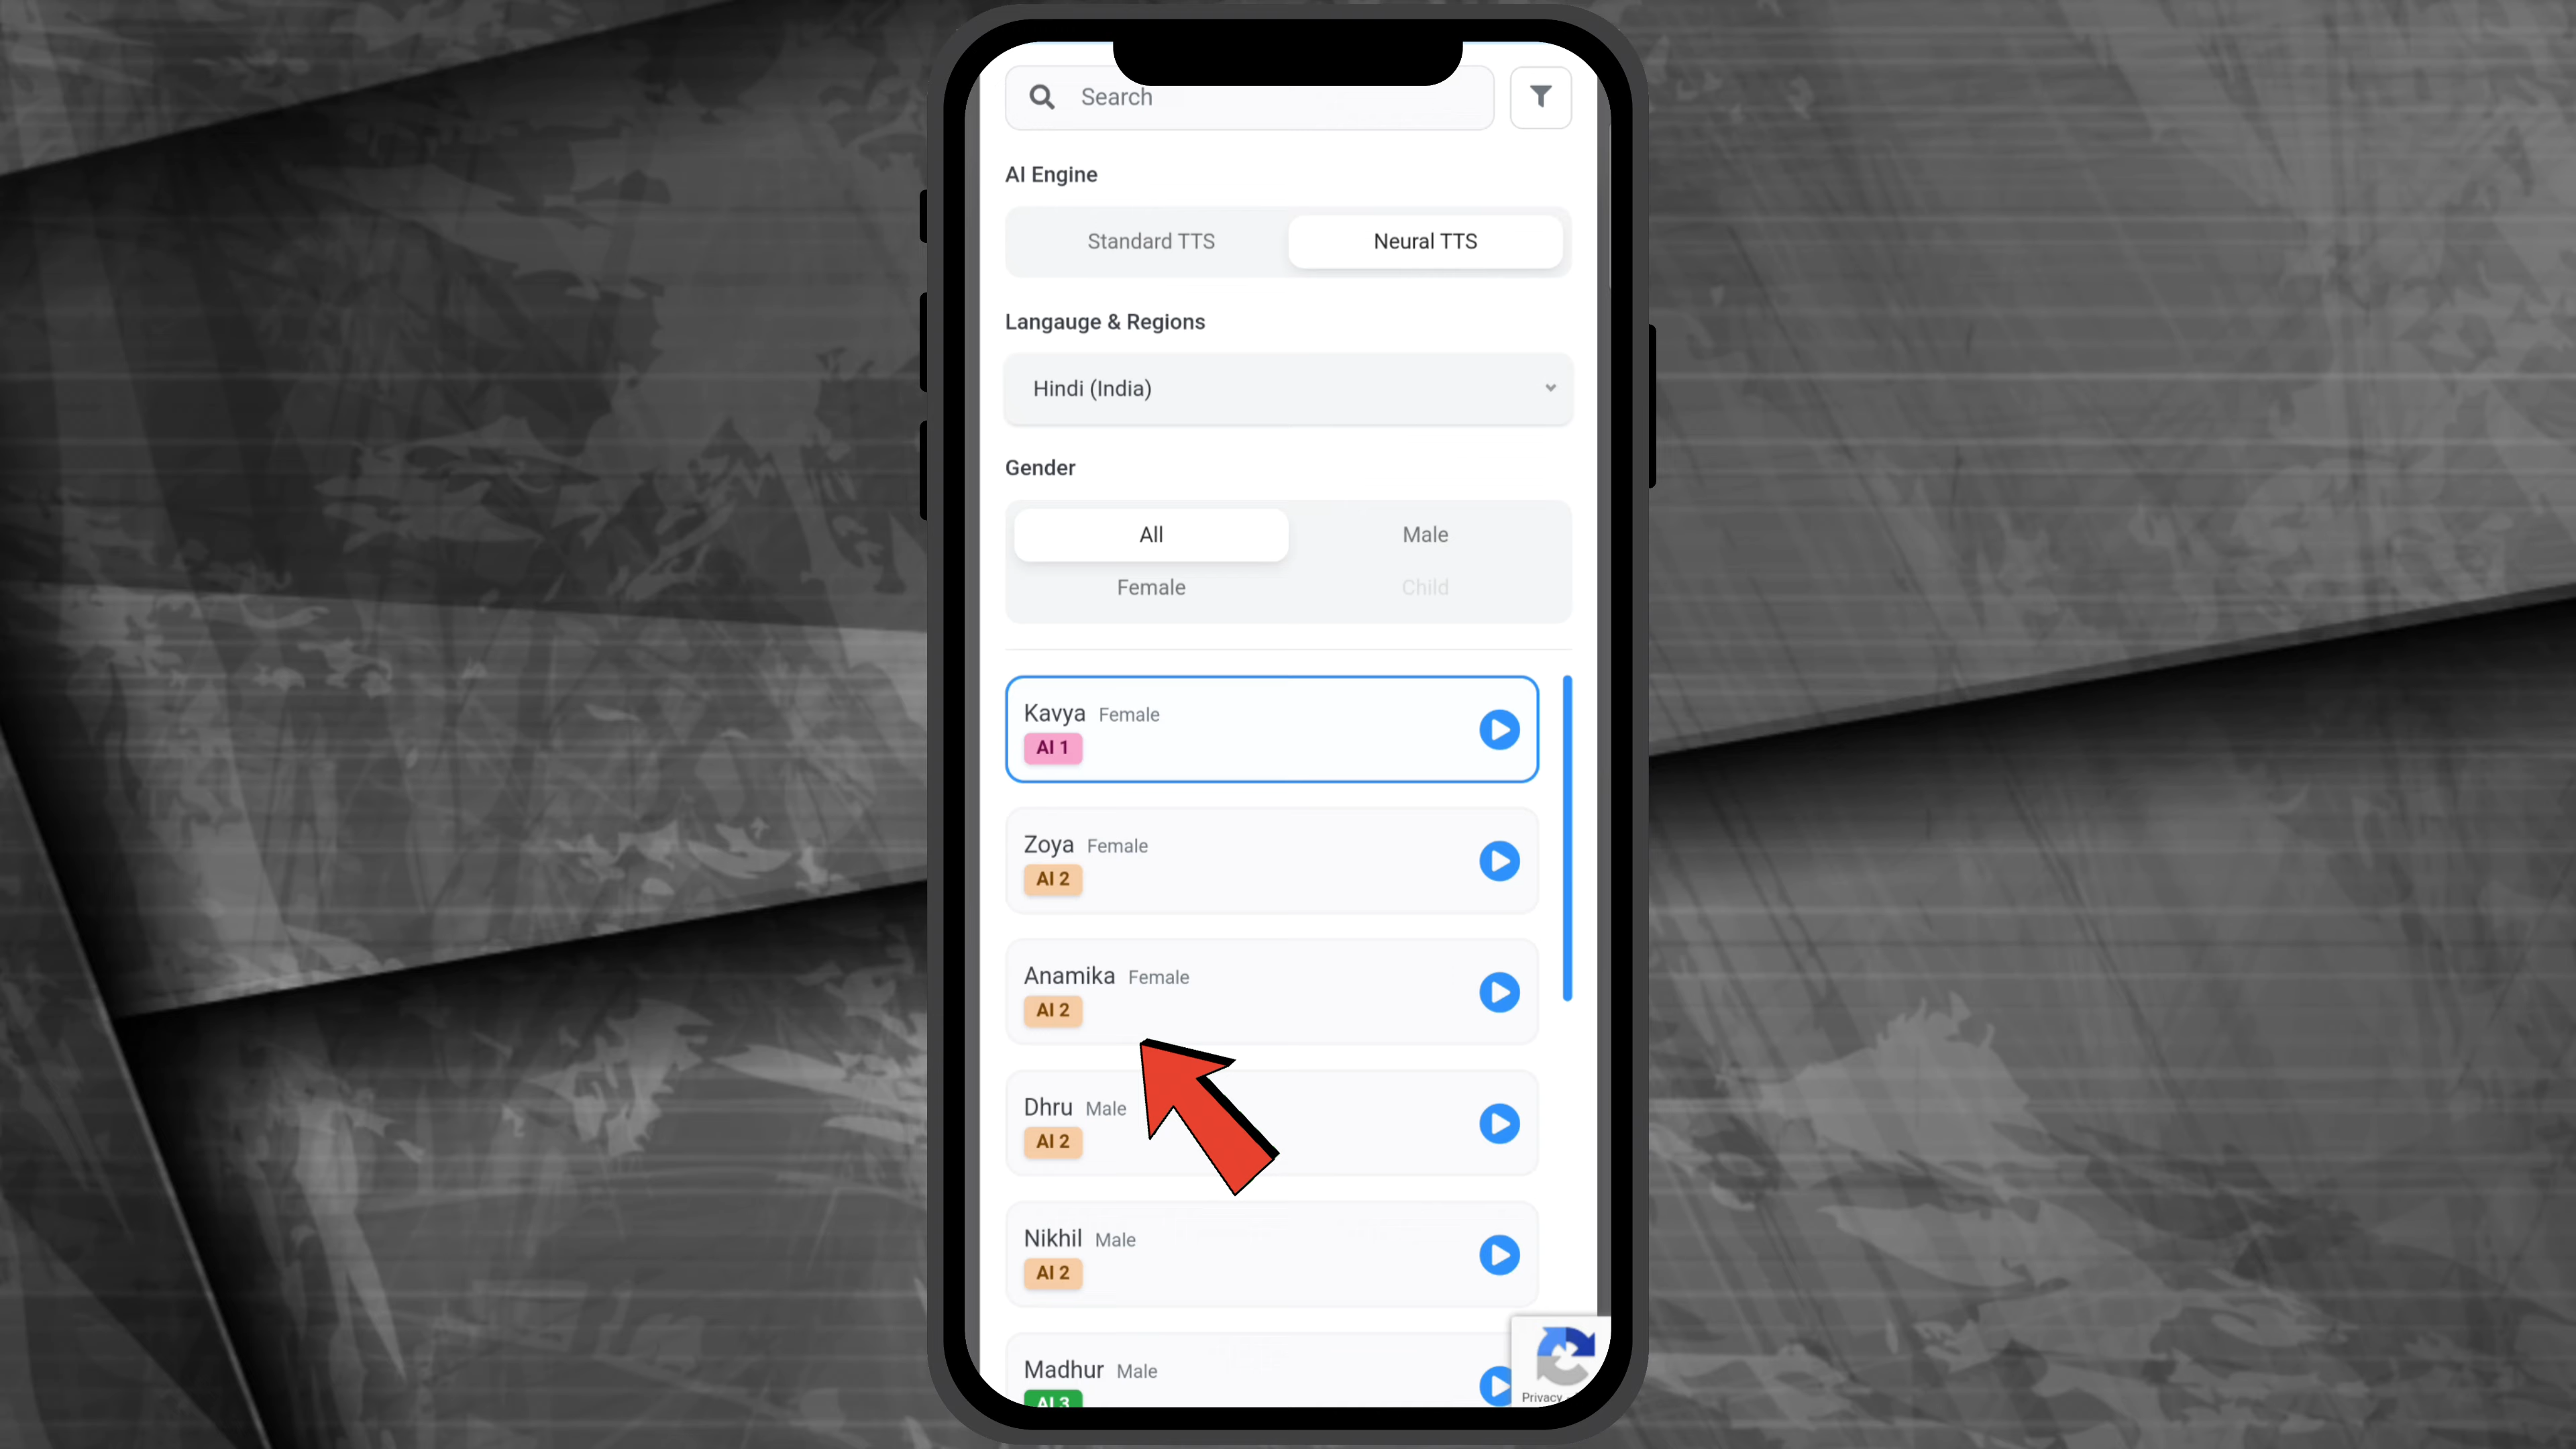 Search
AI Engine
Standard TTS Neural TTS
Langauge & Regions
Hindi (India)
Gender
All Male
Female Child
Kavya Female
AI 1
Zoya Female
AI 2
Anamika Female
AI 2
Dhru Male
AI 2
Nikhil Male
AI 2
Madhur Male
AI 3
Privacy